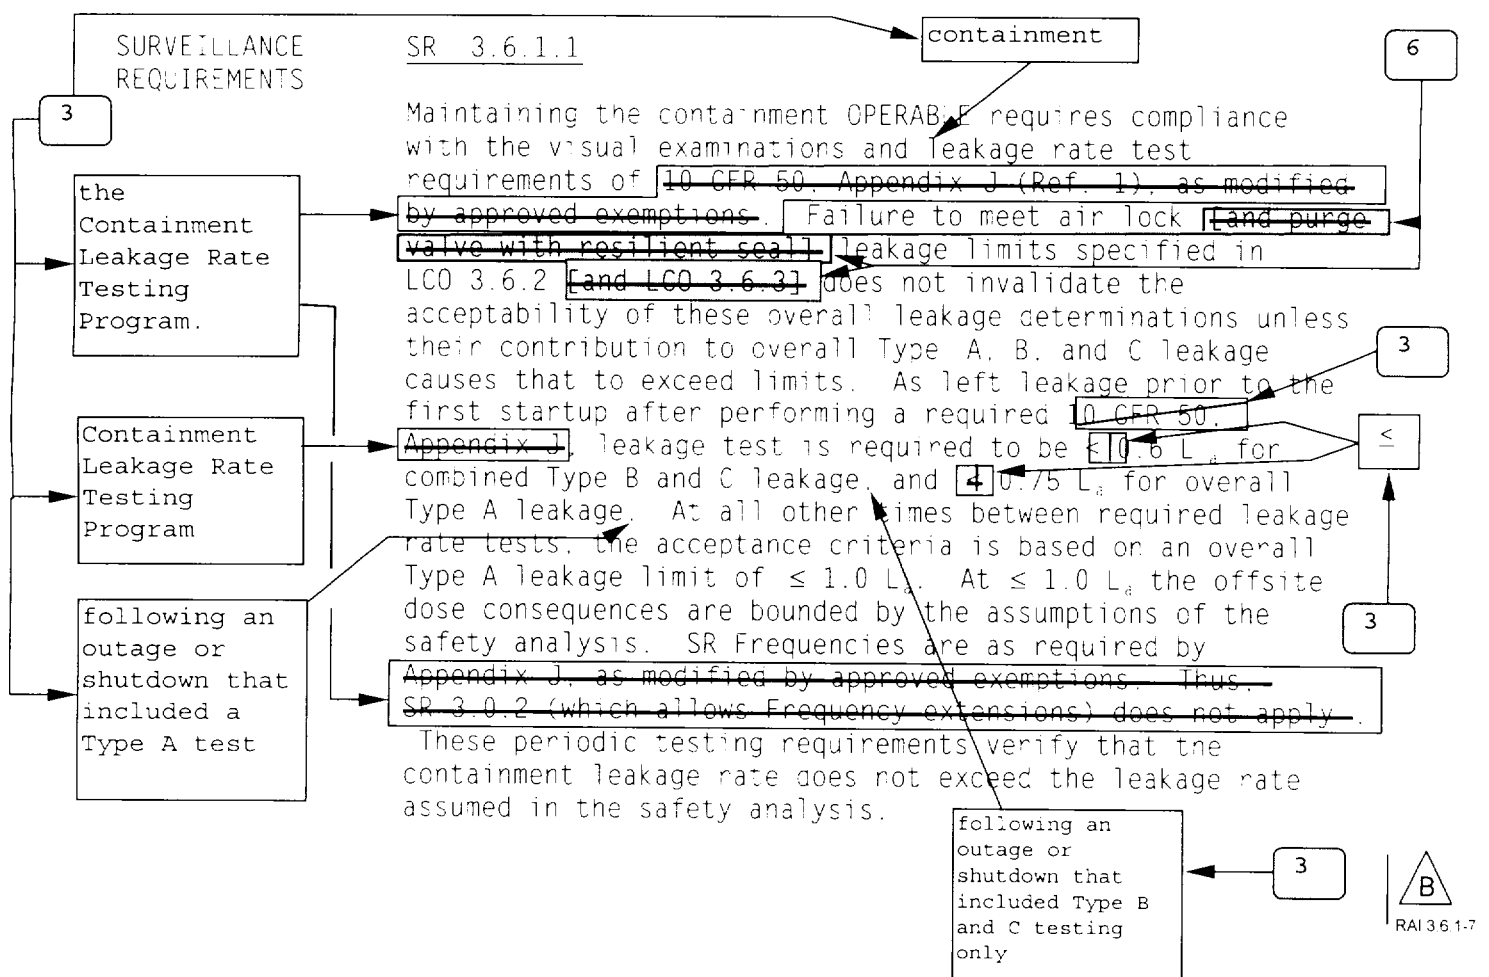 containment
6
SURVEILLANCE SR 3.6.1.1
REQUIREMENTS
3
Maintaining the containment OPERABLE requires compliance
with the visual examinations and leakage rate test
requirements of 10 CFR 50, Appendix J (Ref. 1), as modified
by approved exemptions. Failure to meet air lock [and purge
valve with resilient seal] leakage limits specified in
LCO 3.6.2 [and LCO 3.6.3] does not invalidate the
acceptability of these overall leakage determinations unless
their contribution to overall Type A, B, and C leakage
causes that to exceed limits. As left leakage prior to the
first startup after performing a required 10 CFR 50,
Appendix J, leakage test is required to be < 0.6 La for
combined Type B and C leakage, and < 0.75 La for overall
Type A leakage. At all other times between required leakage
rate tests, the acceptance criteria is based on an overall
Type A leakage limit of ≤ 1.0 La. At ≤ 1.0 La the offsite
dose consequences are bounded by the assumptions of the
safety analysis. SR Frequencies are as required by
Appendix J, as modified by approved exemptions. Thus,
SR 3.0.2 (which allows Frequency extensions) does not apply.
These periodic testing requirements verify that the
containment leakage rate does not exceed the leakage rate
assumed in the safety analysis.
the
Containment
Leakage Rate
Testing
Program.
Containment
Leakage Rate
Testing
Program
following an
outage or
shutdown that
included a
Type A test
3
≤
3
following an
outage or
shutdown that
included Type B
and C testing
only
3
B
RAI 3.6.1-7